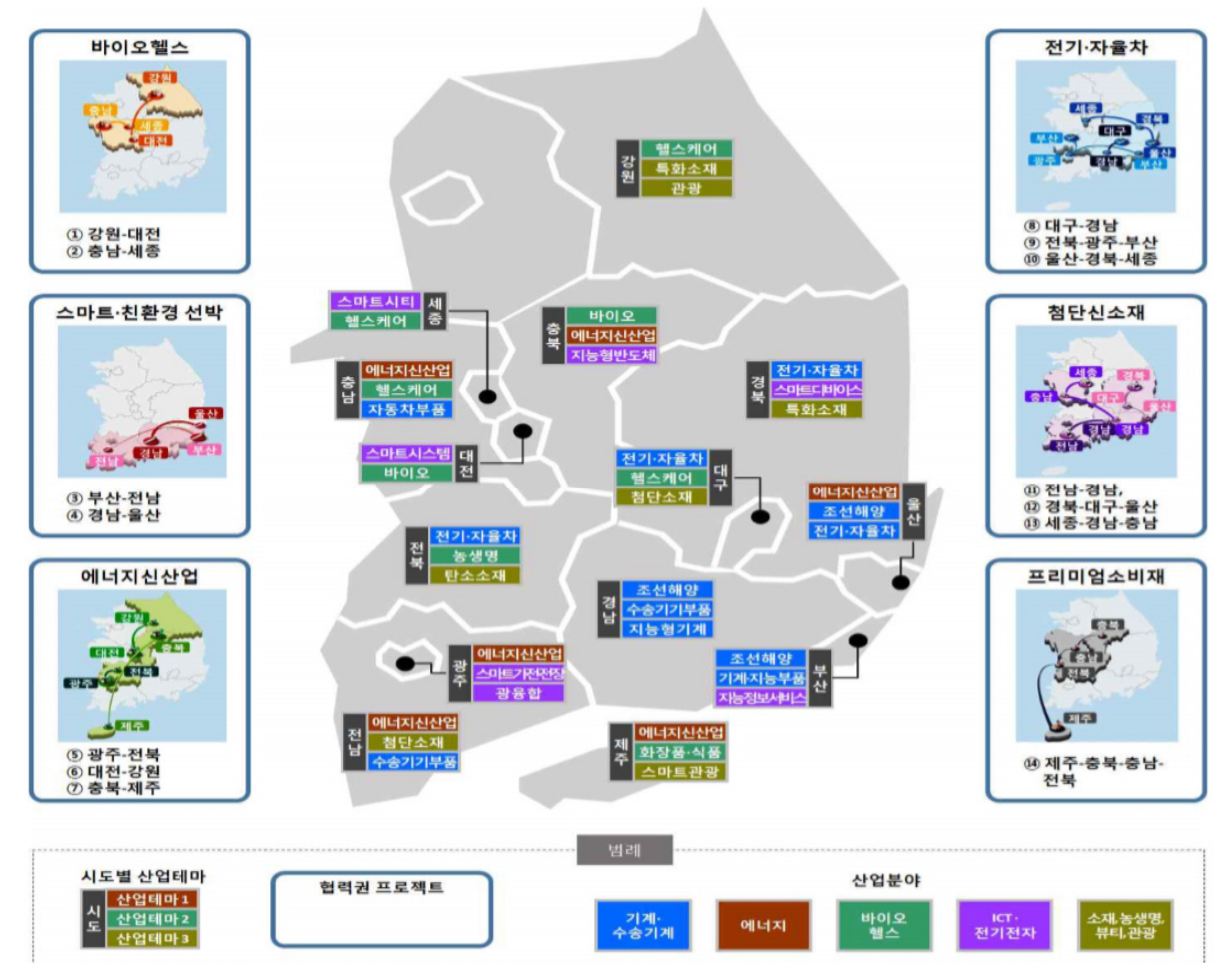 바이오헬스
강원
충남
세종
대전
① 강원-대전
② 충남-세종
스마트·친환경 선박
울산
전남
경남
부산
③ 부산-전남
④ 경남-울산
에너지신산업
강원
충북
대전
전북
광주
제주
⑤ 광주-전북
⑥ 대전-강원
⑦ 충북-제주
강원
헬스케어
특화소재
관광
세종
스마트시티
헬스케어
충북
바이오
에너지신산업
지능형반도체
충남
에너지신산업
헬스케어
자동차부품
경북
전기·자율차
스마트디바이스
특화소재
대전
스마트시스템
바이오
대구
전기·자율차
헬스케어
첨단소재
울산
에너지신산업
조선해양
전기·자율차
전북
전기·자율차
농생명
탄소소재
경남
조선해양
수송기기부품
지능형기계
광주
에너지신산업
스마트가전전장
광융합
부산
조선해양
기계·지능부품
지능정보서비스
전남
에너지신산업
첨단소재
수송기기부품
제주
에너지신산업
화장품·식품
스마트관광
전기·자율차
세종
경북
부산
대구
광주
경남
울산
부산
⑧ 대구-경남
⑨ 전북-광주-부산
⑩ 울산-경북-세종
첨단신소재
세종
경북
충남
대구
울산
경남
경남
전남
⑪ 전남-경남,
⑫ 경북-대구-울산
⑬ 세종-경남-충남
프리미엄소비재
충북
충남
전북
제주
⑭ 제주-충북-충남-
전북
범례
시도별 산업테마
시도
산업테마1
산업테마2
산업테마3
협력권 프로젝트
산업분야
기계·
수송기계
에너지
바이오
헬스
ICT·
전기전자
소재,농생명,
뷰티,관광